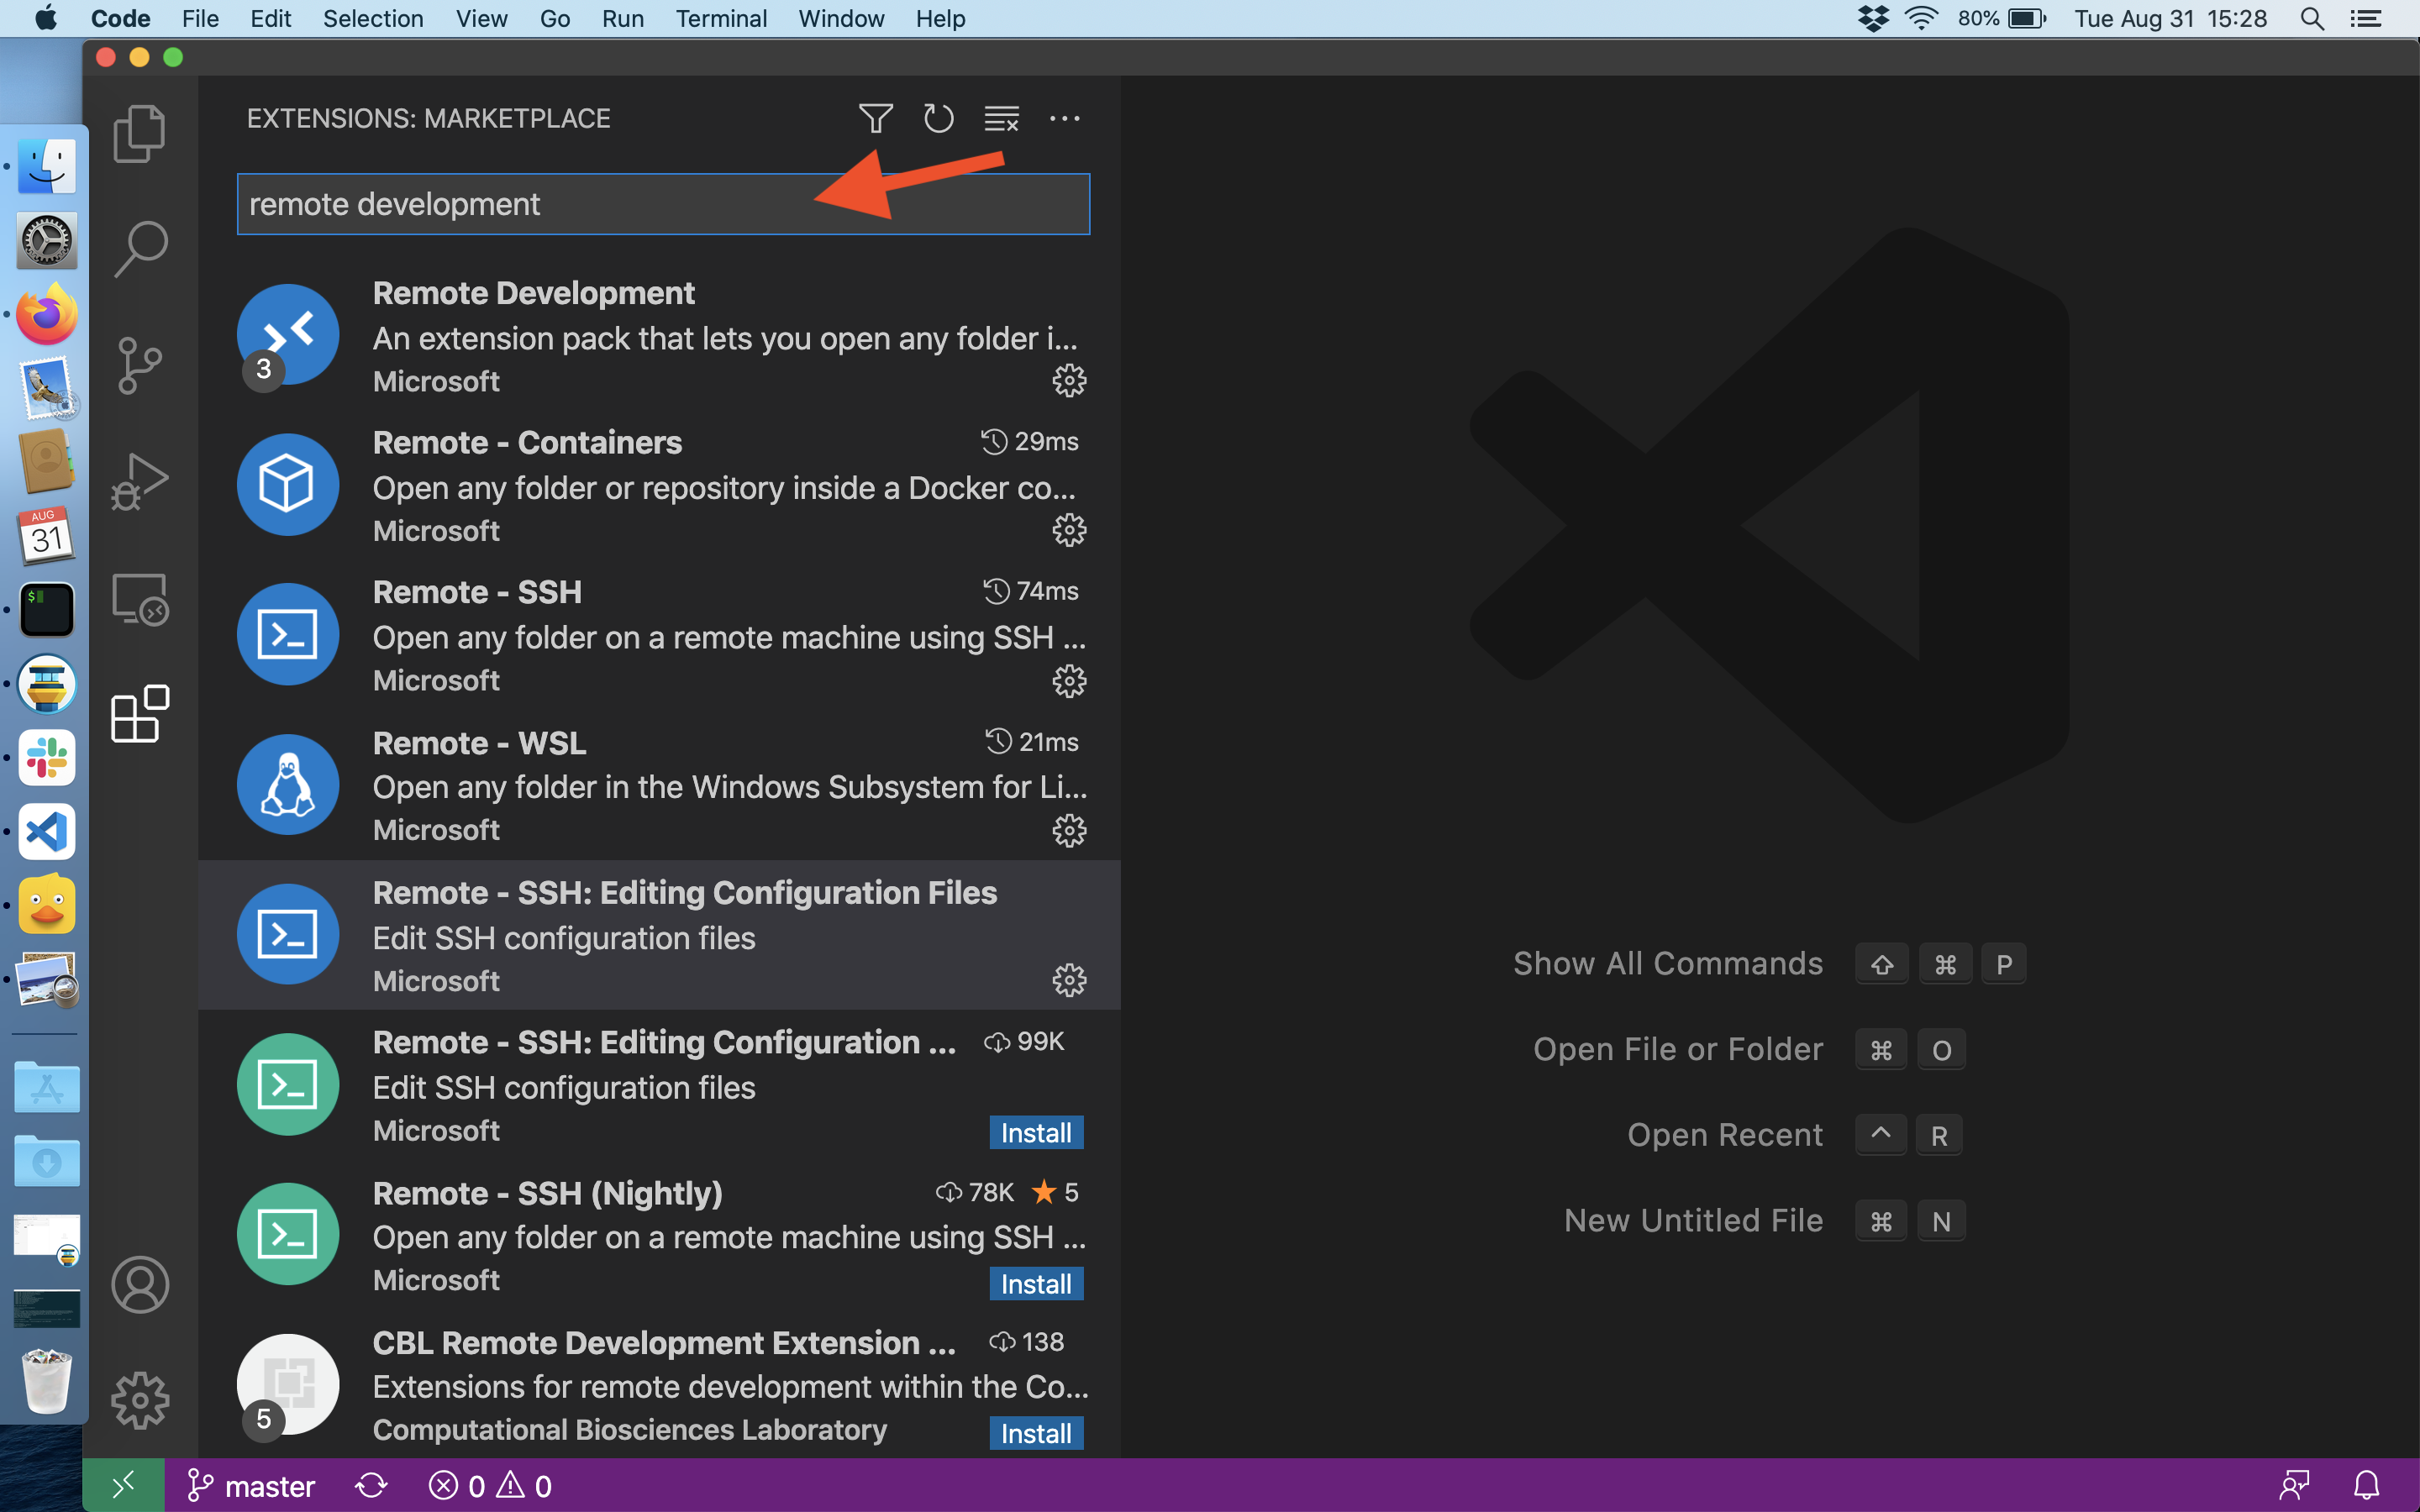 Code File Edit Selection View Go Run Terminal Window Help 80% Tue Aug 31 15:28
EXTENSIONS: MARKETPLACE
remote development
Remote Development
An extension pack that lets you open any folder i...
3
Microsoft
Remote - Containers 29ms
Open any folder or repository inside a Docker co...
Microsoft
Remote - SSH 74ms
Open any folder on a remote machine using SSH ...
Microsoft
Remote - WSL 21ms
Open any folder in the Windows Subsystem for Li...
Microsoft
Remote - SSH: Editing Configuration Files
Edit SSH configuration files
Microsoft
Remote - SSH: Editing Configuration ... 99K
Edit SSH configuration files
Microsoft Install
Remote - SSH (Nightly) 78K ★ 5
Open any folder on a remote machine using SSH ...
Microsoft Install
CBL Remote Development Extension ... 138
Extensions for remote development within the Co...
5
Computational Biosciences Laboratory Install
Show All Commands ⇧ ⌘ P
Open File or Folder ⌘ O
Open Recent ^ R
New Untitled File ⌘ N
AUG
31
$
master 0 0